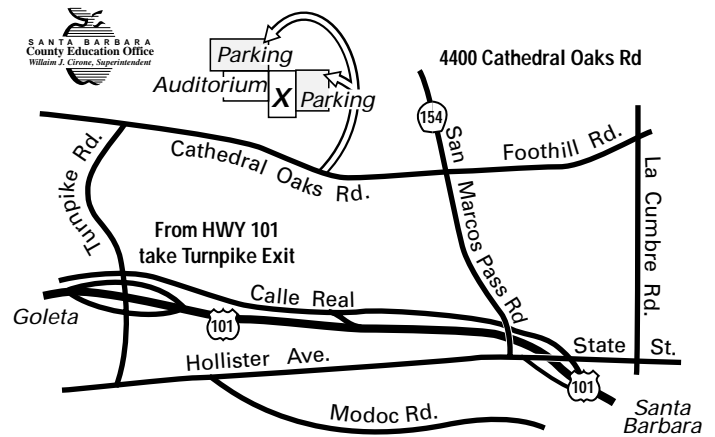 SANTA BARBARA
County Education Office
Willaim J. Cirone, Superintendent
4400 Cathedral Oaks Rd
Parking
Auditorium
X
Parking
154
San Marcos Pass Rd
Foothill Rd.
La Cumbre Rd.
Cathedral Oaks Rd.
Turnpike Rd.
From HWY 101
take Turnpike Exit
Calle Real
Goleta
101
Hollister Ave.
State St.
101
Modoc Rd.
Santa
Barbara